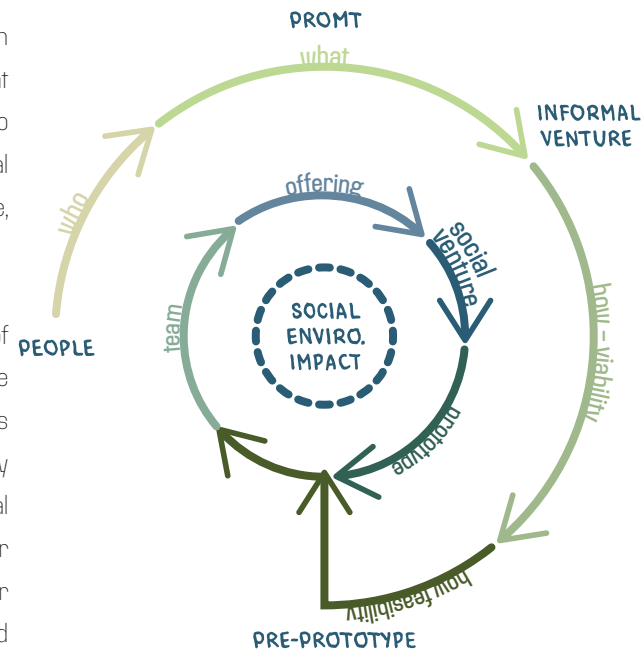 PROMT
what
INFORMAL
VENTURE
who
offering
social
venture
team
SOCIAL
ENVIRO.
IMPACT
how - viability
PEOPLE
prototype
how feasibility
PRE-PROTOTYPE